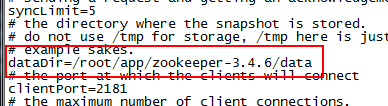 syncLimit=5
# the directory where the snapshot is stored.
# do not use /tmp for storage, /tmp here is just
# example sakes.
dataDir=/root/app/zookeeper-3.4.6/data
# the port at which the clients will connect
clientPort=2181
# the maximum number of client connections.